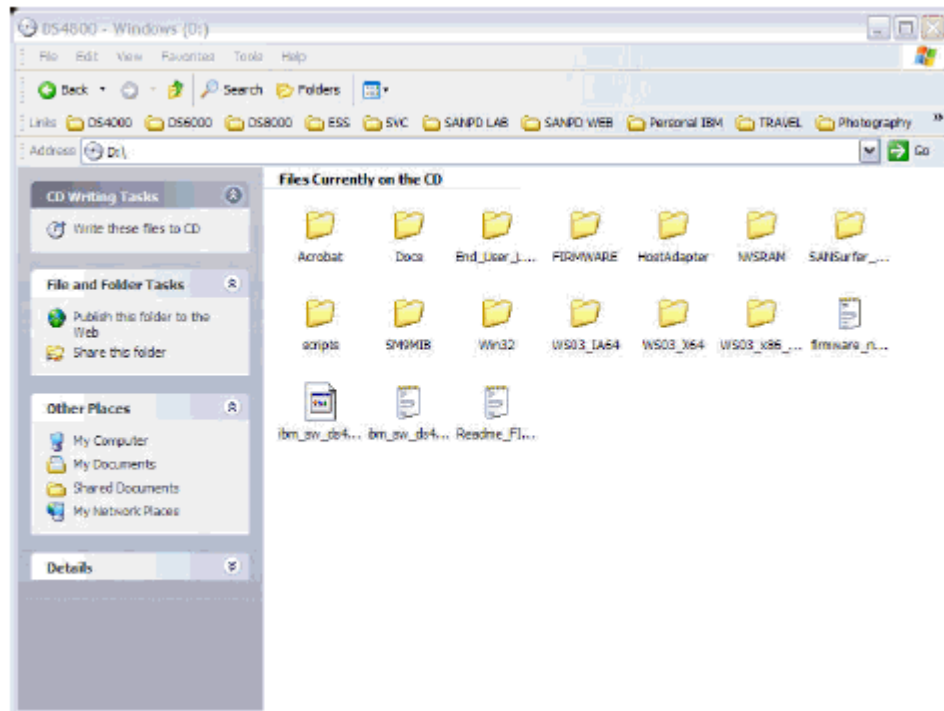 DS4800 - Windows (D:)
File Edit View Favorites Tools Help
Back Search Folders
Links DS4000 DS6000 DS8000 ESS SVC SANPD LAB SANPD WEB Personal IBM TRAVEL Photography »
Address D:\ Go
CD Writing Tasks
Write these files to CD
File and Folder Tasks
Publish this folder to the
Web
Share this folder
Other Places
My Computer
My Documents
Shared Documents
My Network Places
Details
Files Currently on the CD
Acrobat Docs End_User_L... FIRMWARE HostAdapter NVSRAM SANSurfer_...
scripts SM9MIB Win32 WS03_IA64 WS03_X64 WS03_x86_... firmware_n...
ibm_sw_ds4... ibm_sw_ds4... Readme_FI...